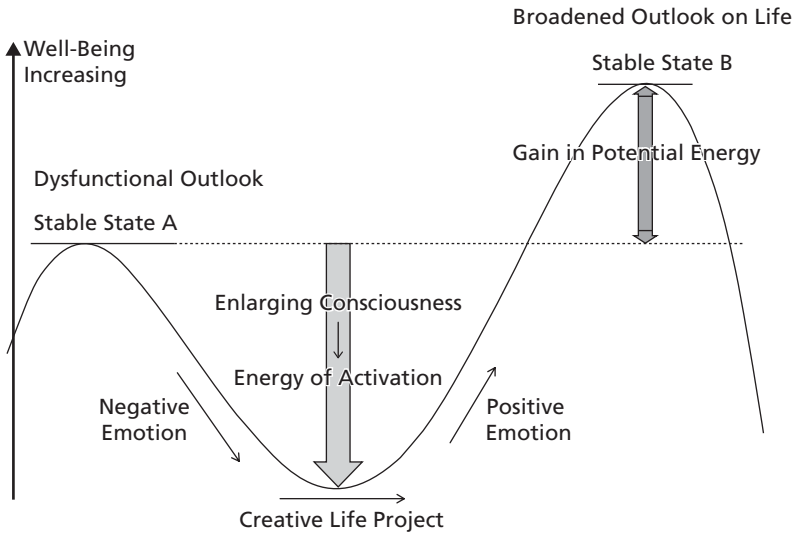 Broadened Outlook on Life
Well-Being
Increasing
Stable State B
Gain in Potential Energy
Dysfunctional Outlook
Stable State A
Enlarging Consciousness
Energy of Activation
Negative
Emotion
Positive
Emotion
Creative Life Project